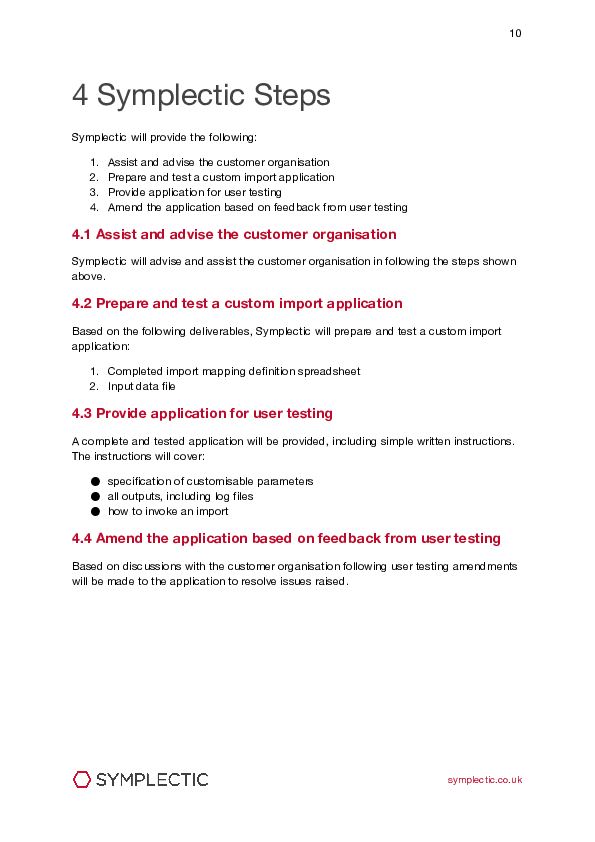 10
4 Symplectic Steps
Symplectic will provide the following:
1. Assist and advise the customer organisation
2. Prepare and test a custom import application
3. Provide application for user testing
4. Amend the application based on feedback from user testing
4.1 Assist and advise the customer organisation
Symplectic will advise and assist the customer organisation in following the steps shown
above.
4.2 Prepare and test a custom import application
Based on the following deliverables, Symplectic will prepare and test a custom import
application:
1. Completed import mapping definition spreadsheet
2. Input data file
4.3 Provide application for user testing
A complete and tested application will be provided, including simple written instructions.
The instructions will cover:
● specification of customisable parameters
● all outputs, including log files
● how to invoke an import
4.4 Amend the application based on feedback from user testing
Based on discussions with the customer organisation following user testing amendments
will be made to the application to resolve issues raised.
SYMPLECTIC
symplectic.co.uk